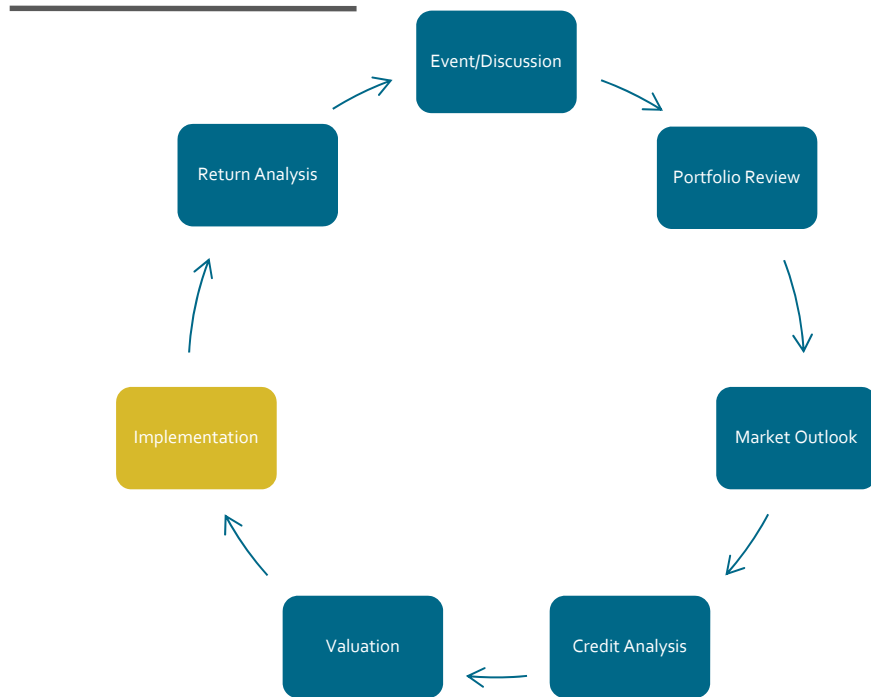 Event/Discussion
Portfolio Review
Market Outlook
Credit Analysis
Valuation
Implementation
Return Analysis